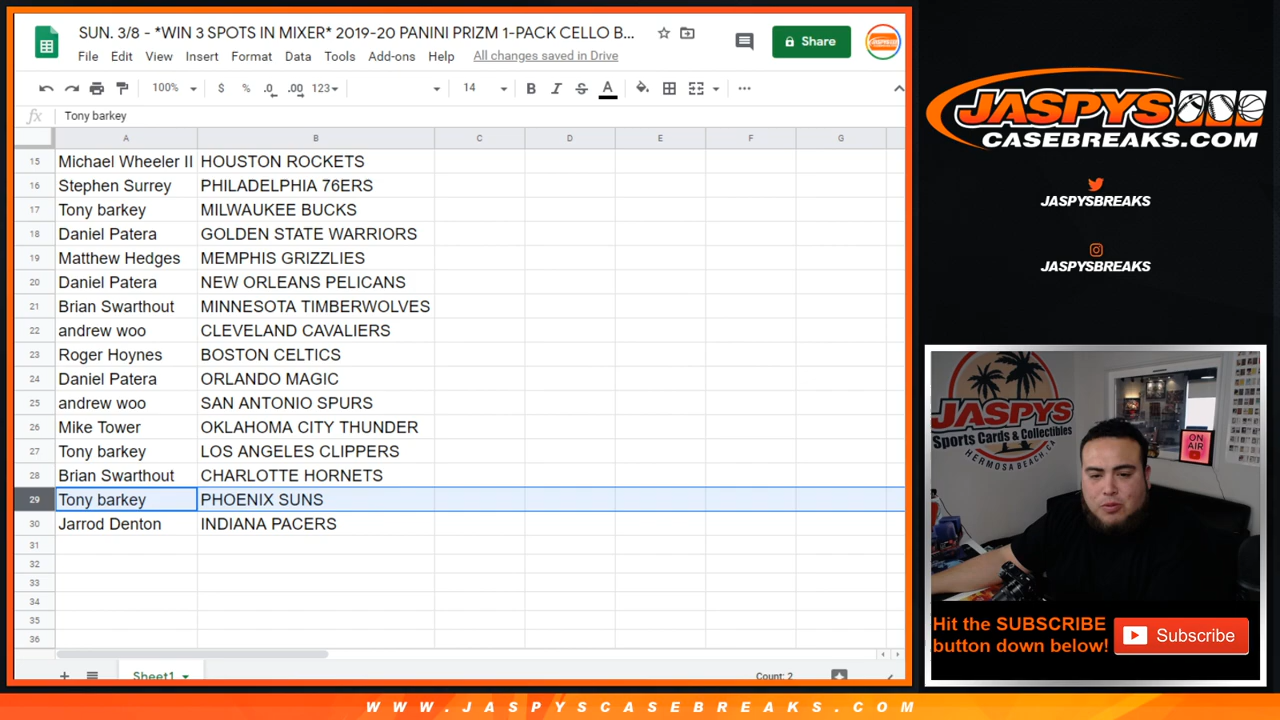 SUN. 3/8 - *WIN 3 SPOTS IN MIXER* 2019-20 PANINI PRIZM 1-PACK CELLO B...
File Edit View Insert Format Data Tools Add-ons Help All changes saved in Drive
Share
100% $ % .0 .00 123 14 B I S A
fx Tony barkey
A B C D E F G
15 Michael Wheeler II HOUSTON ROCKETS
16 Stephen Surrey PHILADELPHIA 76ERS
17 Tony barkey MILWAUKEE BUCKS
18 Daniel Patera GOLDEN STATE WARRIORS
19 Matthew Hedges MEMPHIS GRIZZLIES
20 Daniel Patera NEW ORLEANS PELICANS
21 Brian Swarthout MINNESOTA TIMBERWOLVES
22 andrew woo CLEVELAND CAVALIERS
23 Roger Hoynes BOSTON CELTICS
24 Daniel Patera ORLANDO MAGIC
25 andrew woo SAN ANTONIO SPURS
26 Mike Tower OKLAHOMA CITY THUNDER
27 Tony barkey LOS ANGELES CLIPPERS
28 Brian Swarthout CHARLOTTE HORNETS
29 Tony barkey PHOENIX SUNS
30 Jarrod Denton INDIANA PACERS
31
32
33
34
35
36
Sheet1 Count: 2
JASPYS
CASEBREAKS.COM
JASPYSBREAKS
JASPYSBREAKS
JASPYS
Sports Cards & Collectibles
HERMOSA BEACH, CA
ON AIR
Hit the SUBSCRIBE
button down below!
Subscribe
WWW.JASPYSCASEBREAKS.COM